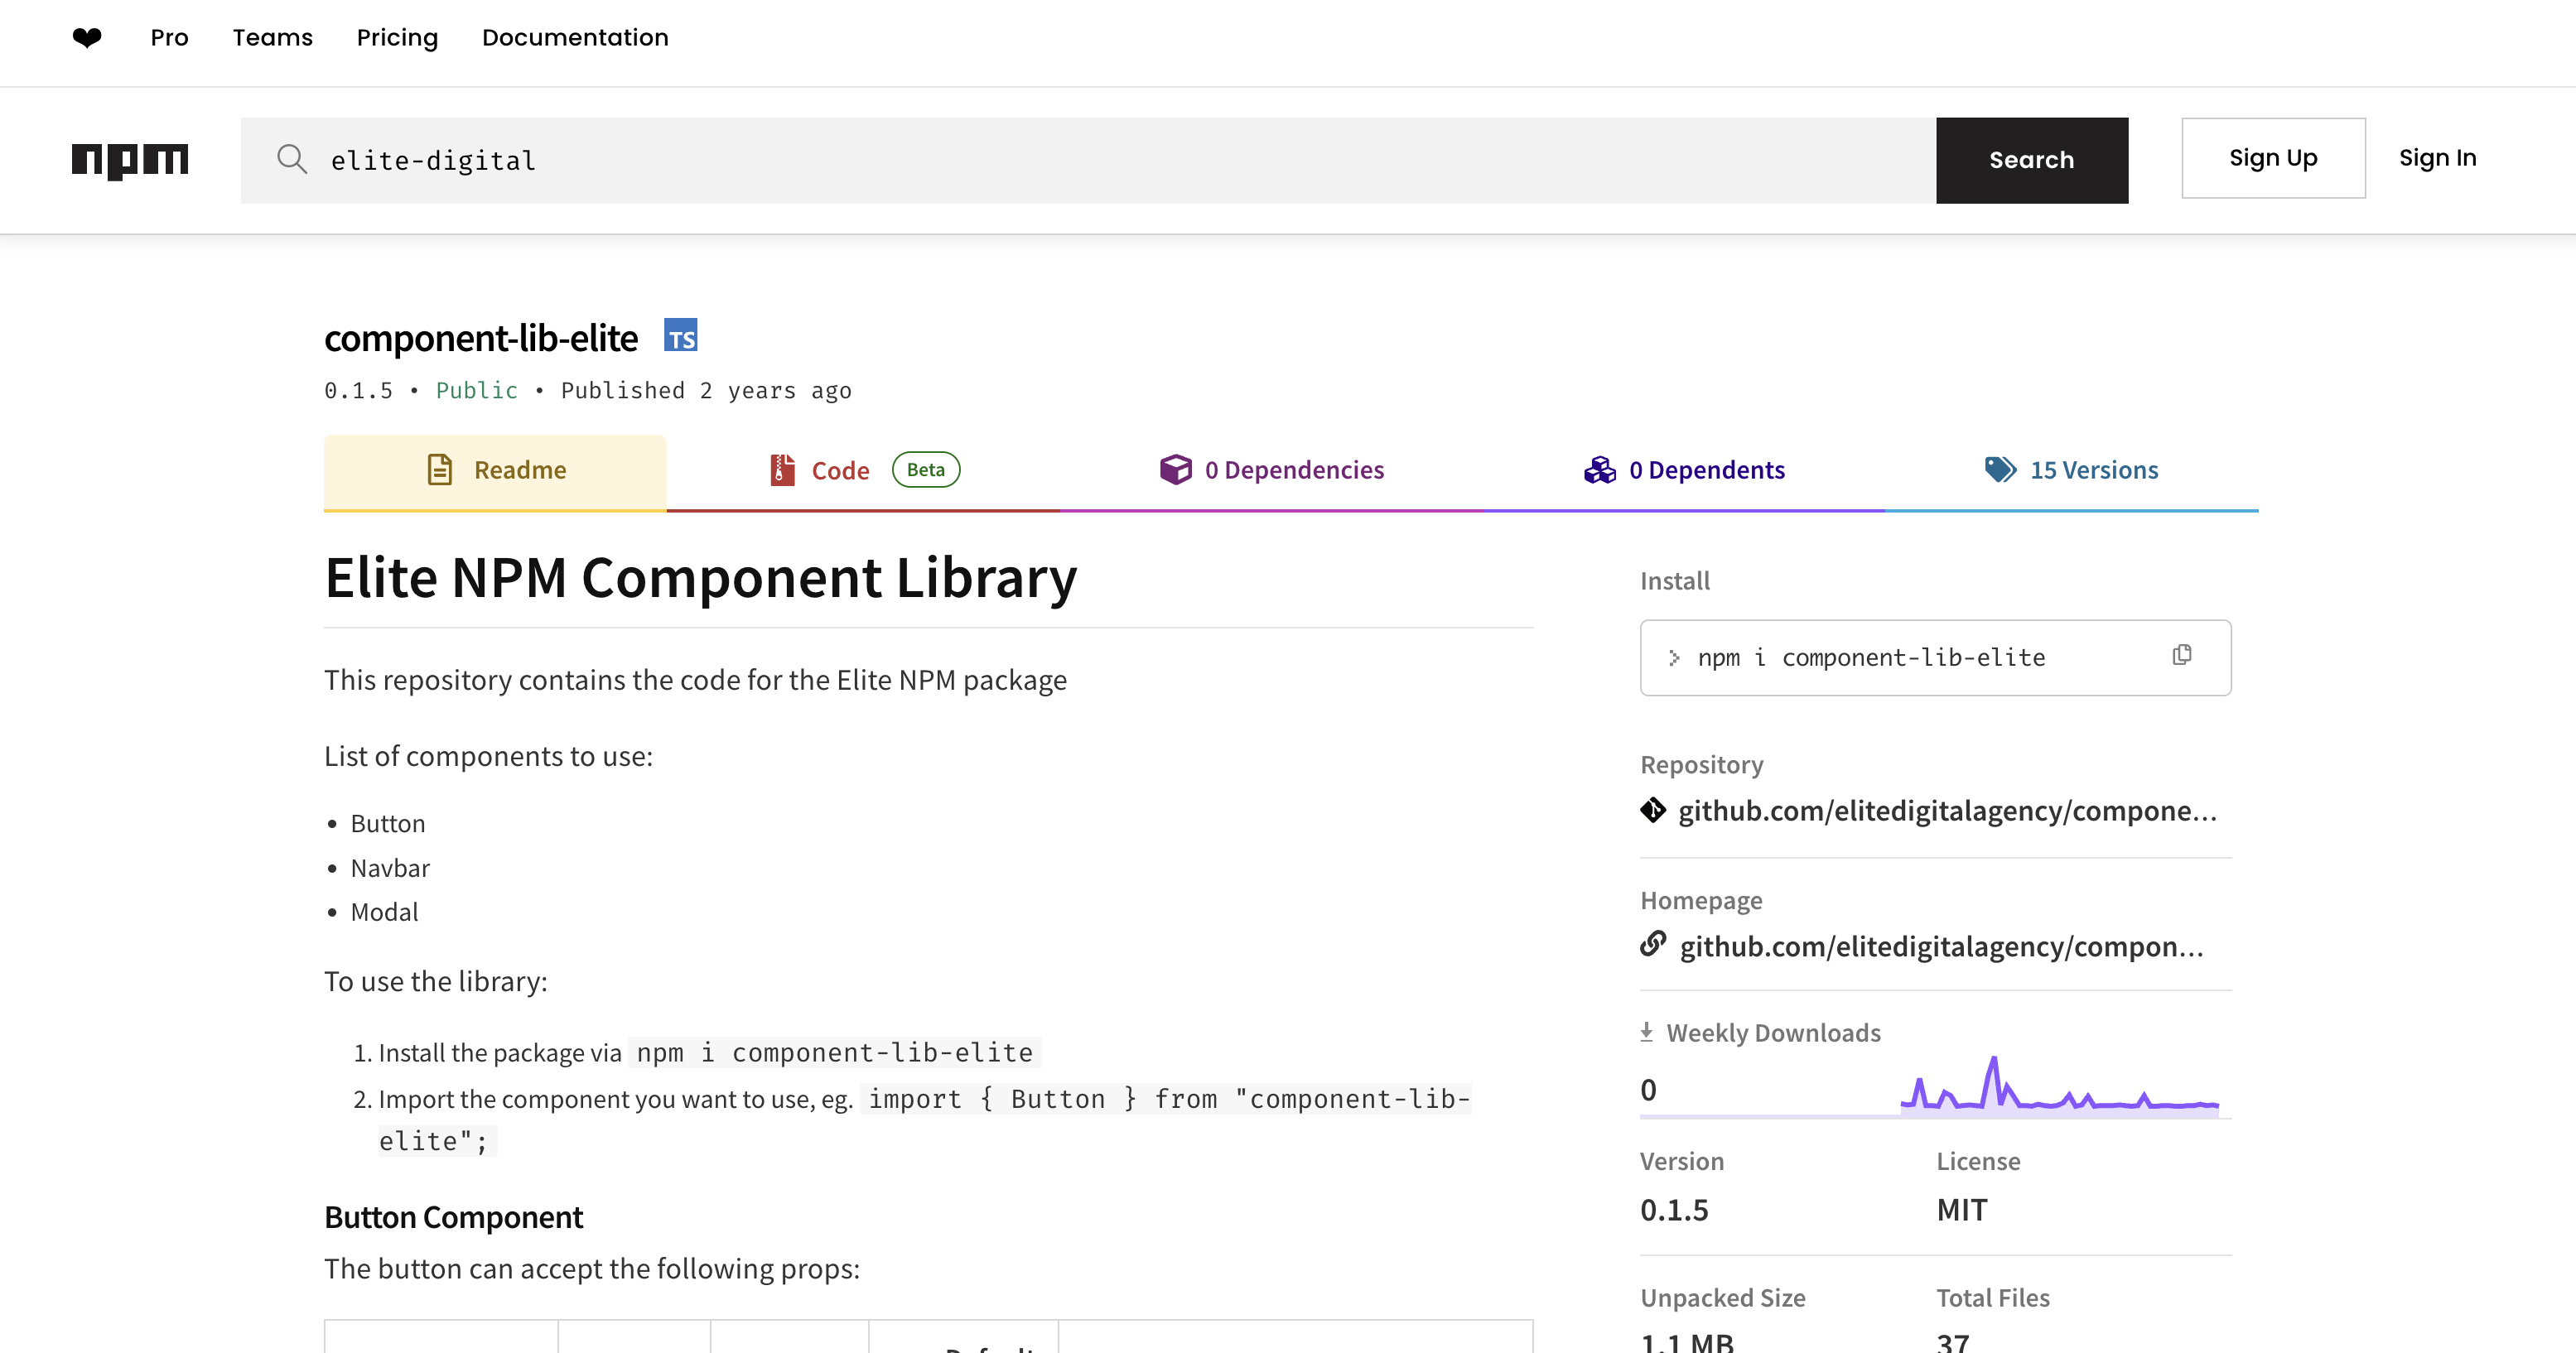 Pro Teams Pricing Documentation
npm
elite-digital
Search
Sign Up
Sign In
component-lib-elite TS
0.1.5 • Public • Published 2 years ago
Readme
Code Beta
0 Dependencies
0 Dependents
15 Versions
Elite NPM Component Library
This repository contains the code for the Elite NPM package
List of components to use:
• Button
• Navbar
• Modal
To use the library:
1. Install the package via npm i component-lib-elite
2. Import the component you want to use, eg. import { Button } from "component-lib-
elite";
Button Component
The button can accept the following props:
Install
> npm i component-lib-elite
Repository
github.com/elitedigitalagency/compone...
Homepage
github.com/elitedigitalagency/compon...
Weekly Downloads
0
Version
0.1.5
License
MIT
Unpacked Size
1.1 MB
Total Files
37